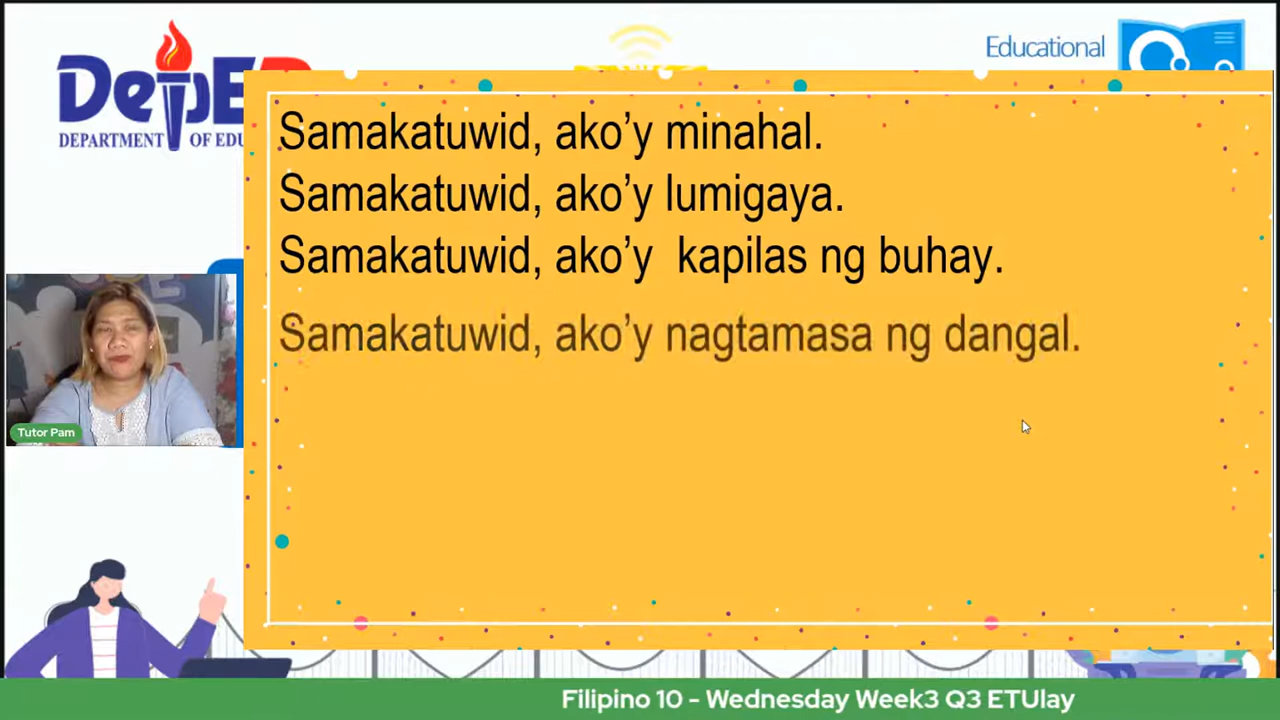 DepE
DEPARTMENT OF EDU
Educational
Samakatuwid, ako’y minahal.
Samakatuwid, ako’y lumigaya.
Samakatuwid, ako’y kapilas ng buhay.
Samakatuwid, ako’y nagtamasa ng dangal.
Tutor Pam
Filipino 10 - Wednesday Week3 Q3 ETUlay